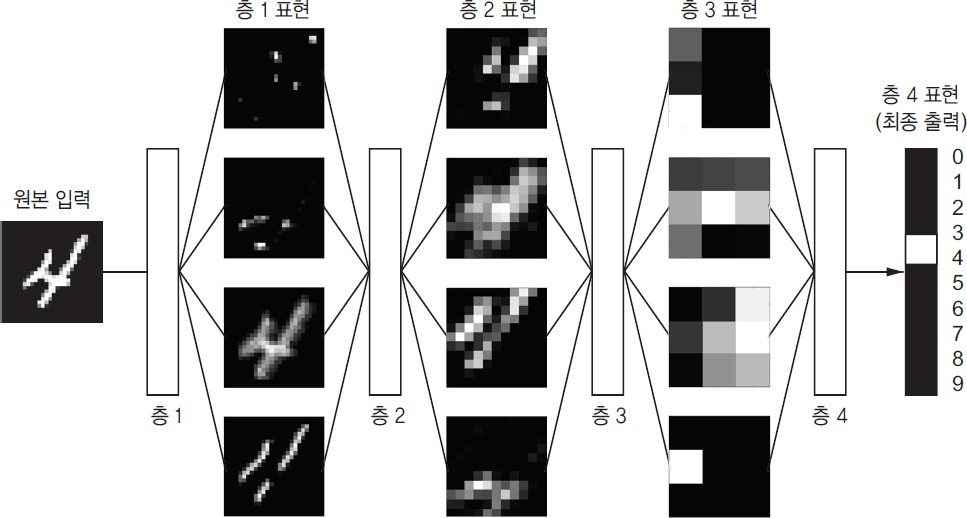 층 1 표현
층 2 표현
층 3 표현
층 4 표현
(최종 출력)
원본 입력
0
1
2
3
4
5
6
7
8
9
층 1
층 2
층 3
층 4